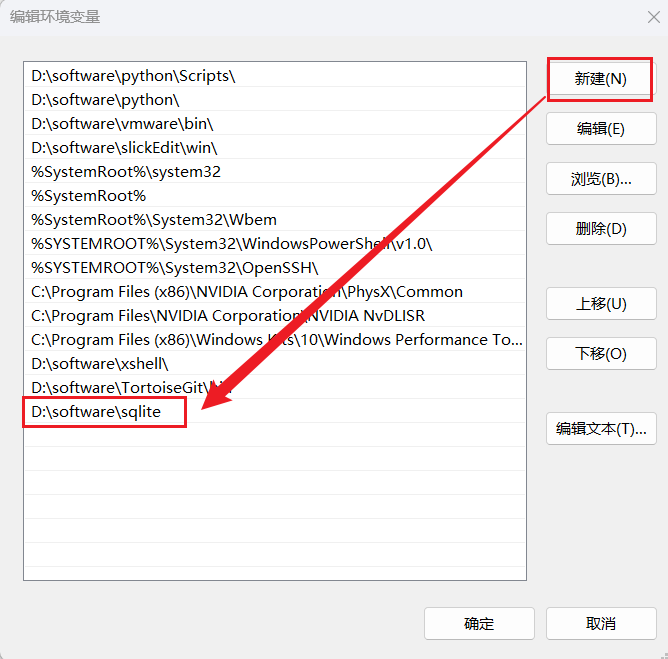 编辑环境变量
D:\software\python\Scripts\
D:\software\python\
D:\software\vmware\bin\
D:\software\slickEdit\win\
%SystemRoot%\system32
%SystemRoot%
%SystemRoot%\System32\Wbem
%SYSTEMROOT%\System32\WindowsPowerShell\v1.0\
%SYSTEMROOT%\System32\OpenSSH\
C:\Program Files (x86)\NVIDIA Corporation\PhysX\Common
C:\Program Files\NVIDIA Corporation\NVIDIA NvDLISR
C:\Program Files (x86)\Windows Kits\10\Windows Performance To...
D:\software\xshell\
D:\software\TortoiseGit\bin
D:\software\sqlite
新建(N)
编辑(E)
浏览(B)...
删除(D)
上移(U)
下移(O)
编辑文本(T)...
确定
取消